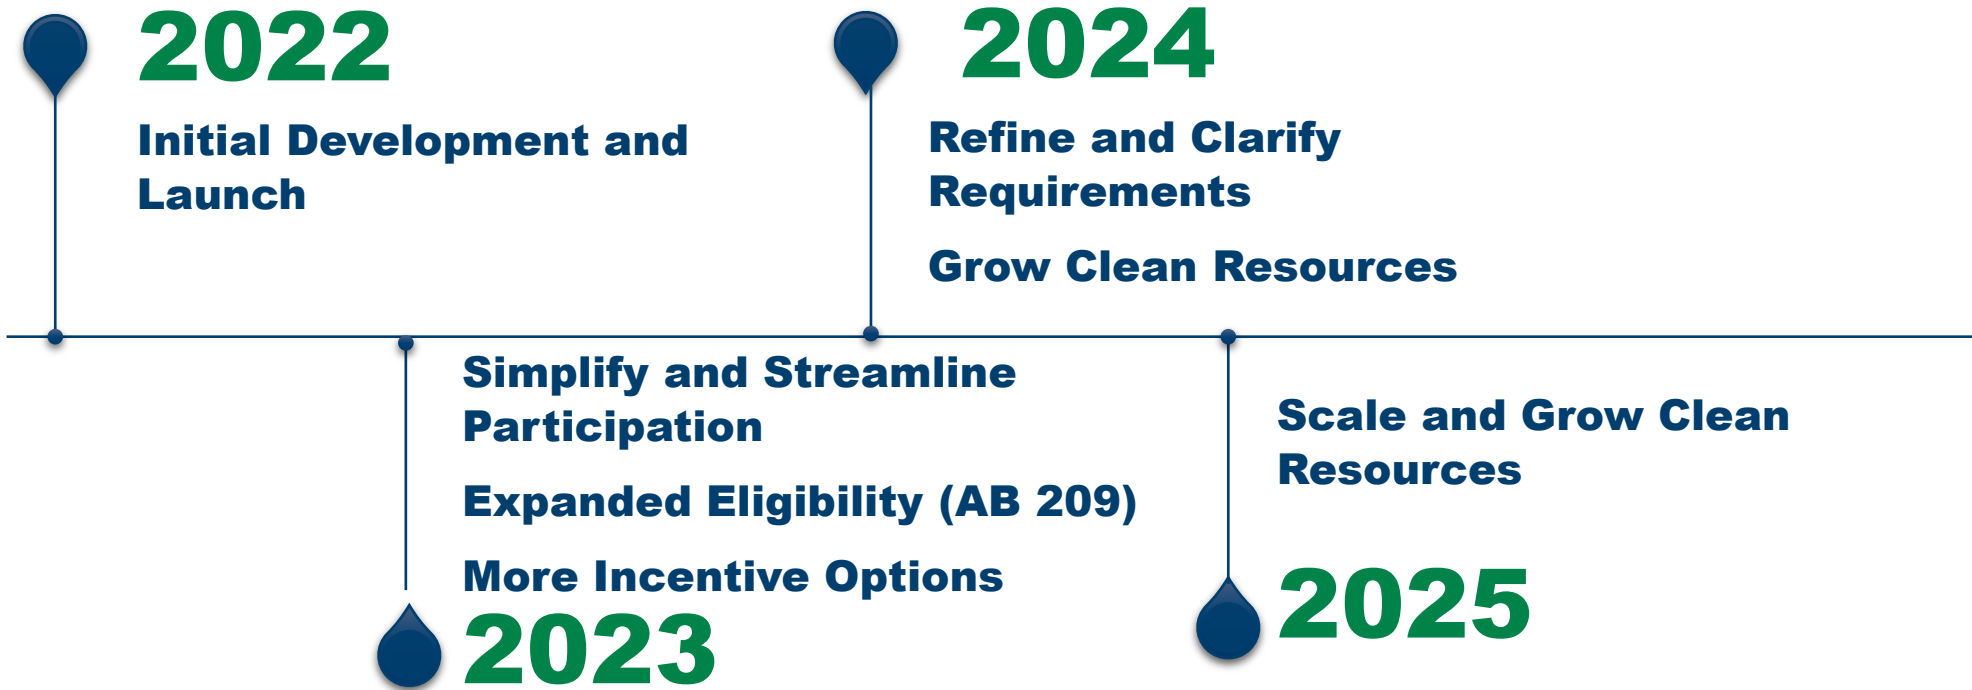 2022
Initial Development and
Launch
Simplify and Streamline
Participation
Expanded Eligibility (AB 209)
More Incentive Options
2023
2024
Refine and Clarify
Requirements
Grow Clean Resources
Scale and Grow Clean
Resources
2025